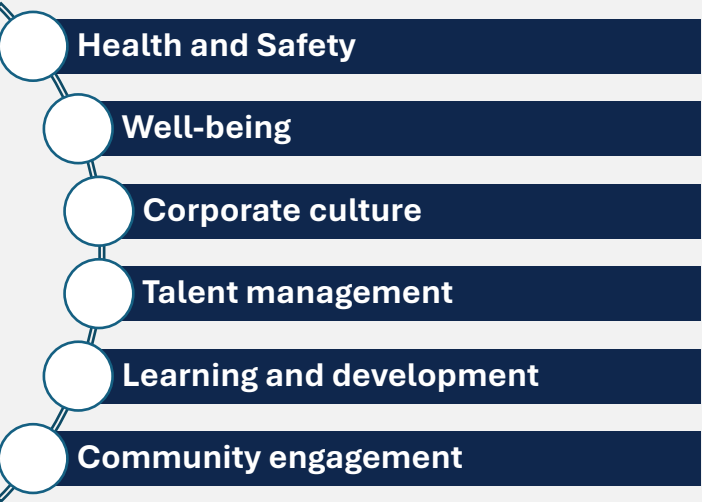 Health and Safety
Well-being
Corporate culture
Talent management
Learning and development
Community engagement